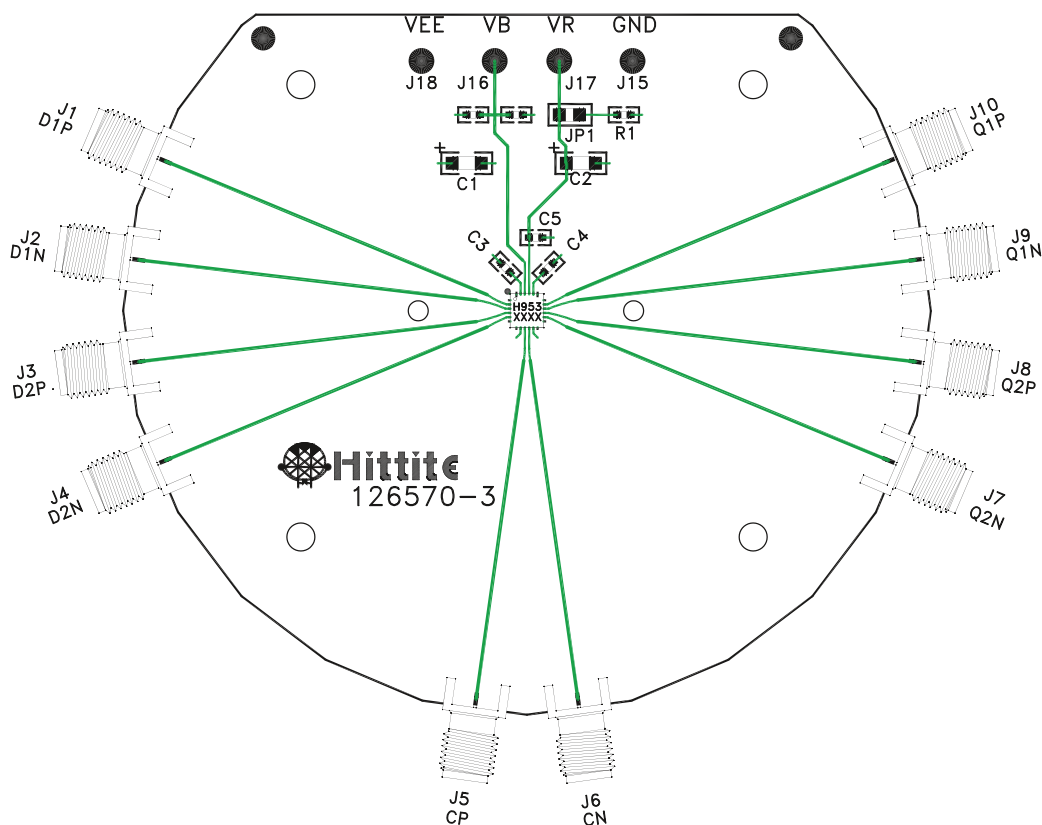 VEE VB VR GND
J18 J16 J17 J15
JP1 R1
+ C1 + C2
C5
C3 C4
J1
D1P
J10
Q1P
J2
D1N
J9
Q1N
H953
XXXX
J3
D2P
J8
Q2P
J4
D2N
J7
Q2N
Hittite
126570-3
J5
CP
J6
CN